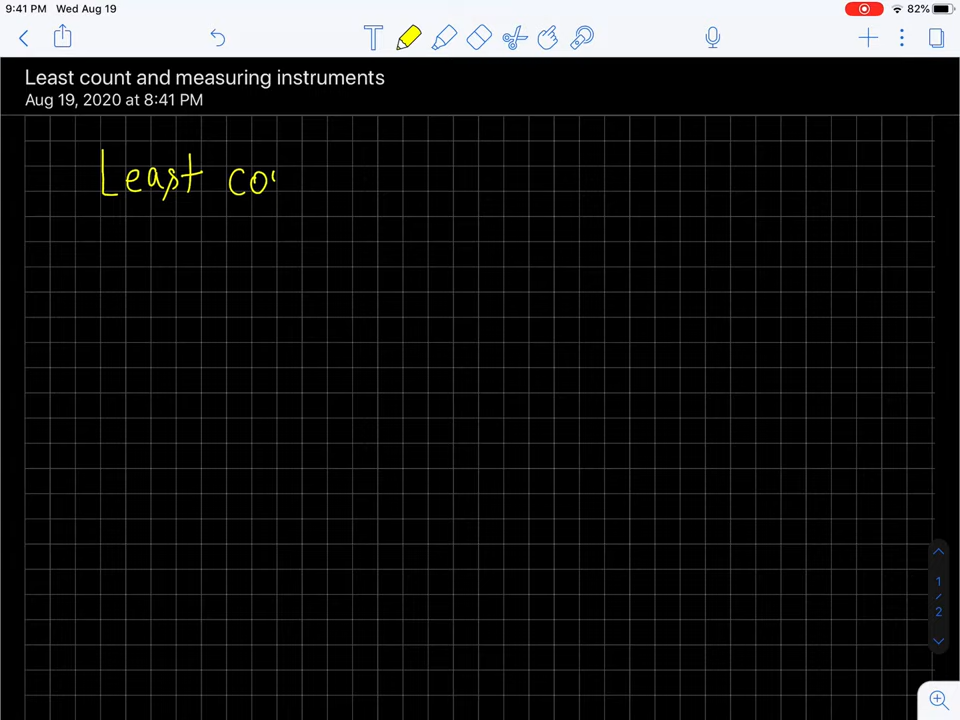 9:41 PM Wed Aug 19
82%
T
Least count and measuring instruments
Aug 19, 2020 at 8:41 PM
Least co
1
/
2